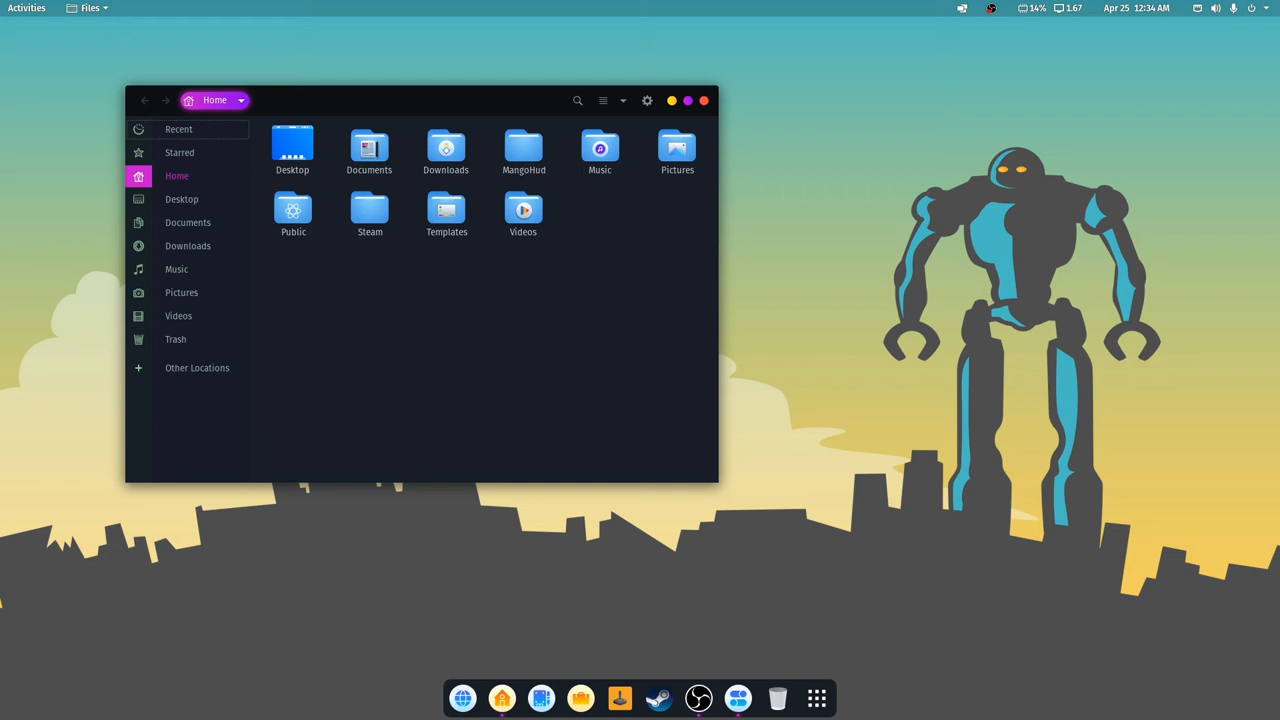 Activities Files 14% 1.67 Apr 25 12:34 AM
Home
Recent
Starred
Home
Desktop
Documents
Downloads
Music
Pictures
Videos
Trash
Other Locations
Desktop Documents Downloads MangoHud Music Pictures
Public Steam Templates Videos